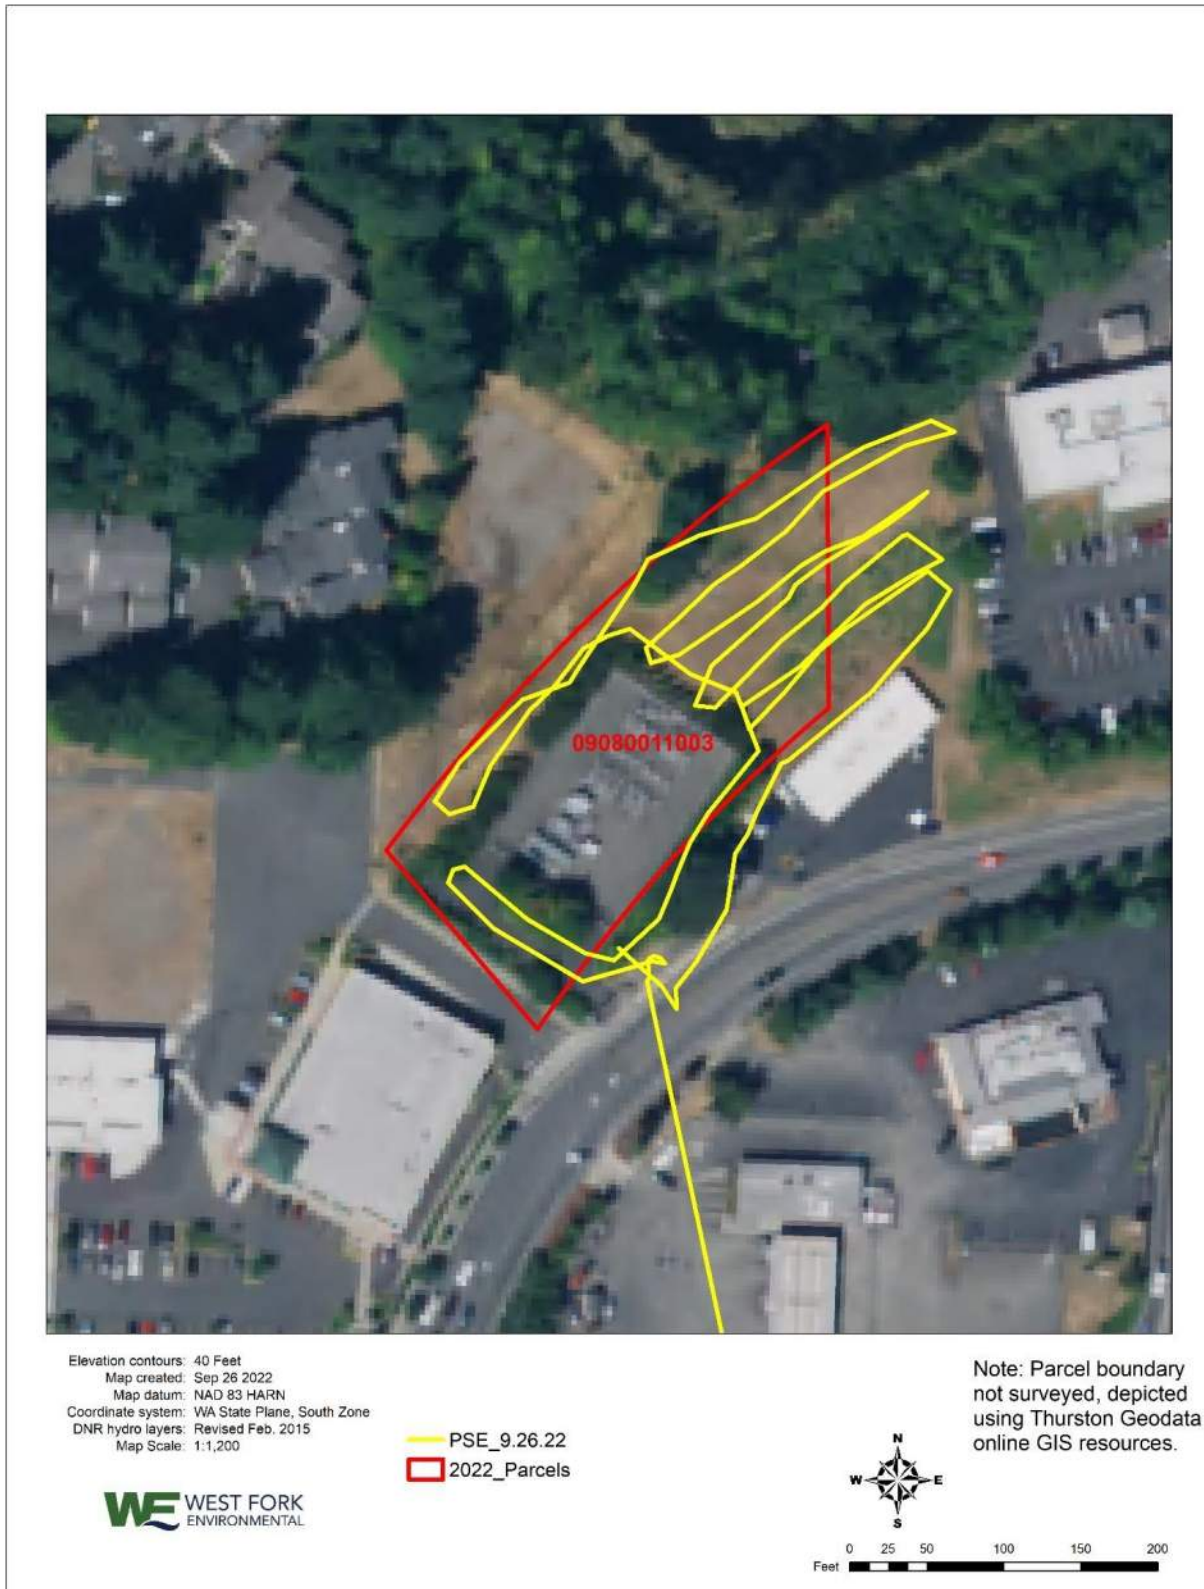 09080011003
Elevation contours: 40 Feet
Map created: Sep 26 2022
Map datum: NAD 83 HARN
Coordinate system: WA State Plane, South Zone
DNR hydro layers: Revised Feb. 2015
Map Scale: 1:1,200
WF WEST FORK
ENVIRONMENTAL
PSE_9.26.22
2022_Parcels
Note: Parcel boundary
not surveyed, depicted
using Thurston Geodata
online GIS resources.
N
W E
S
0 25 50 100 150 200
Feet